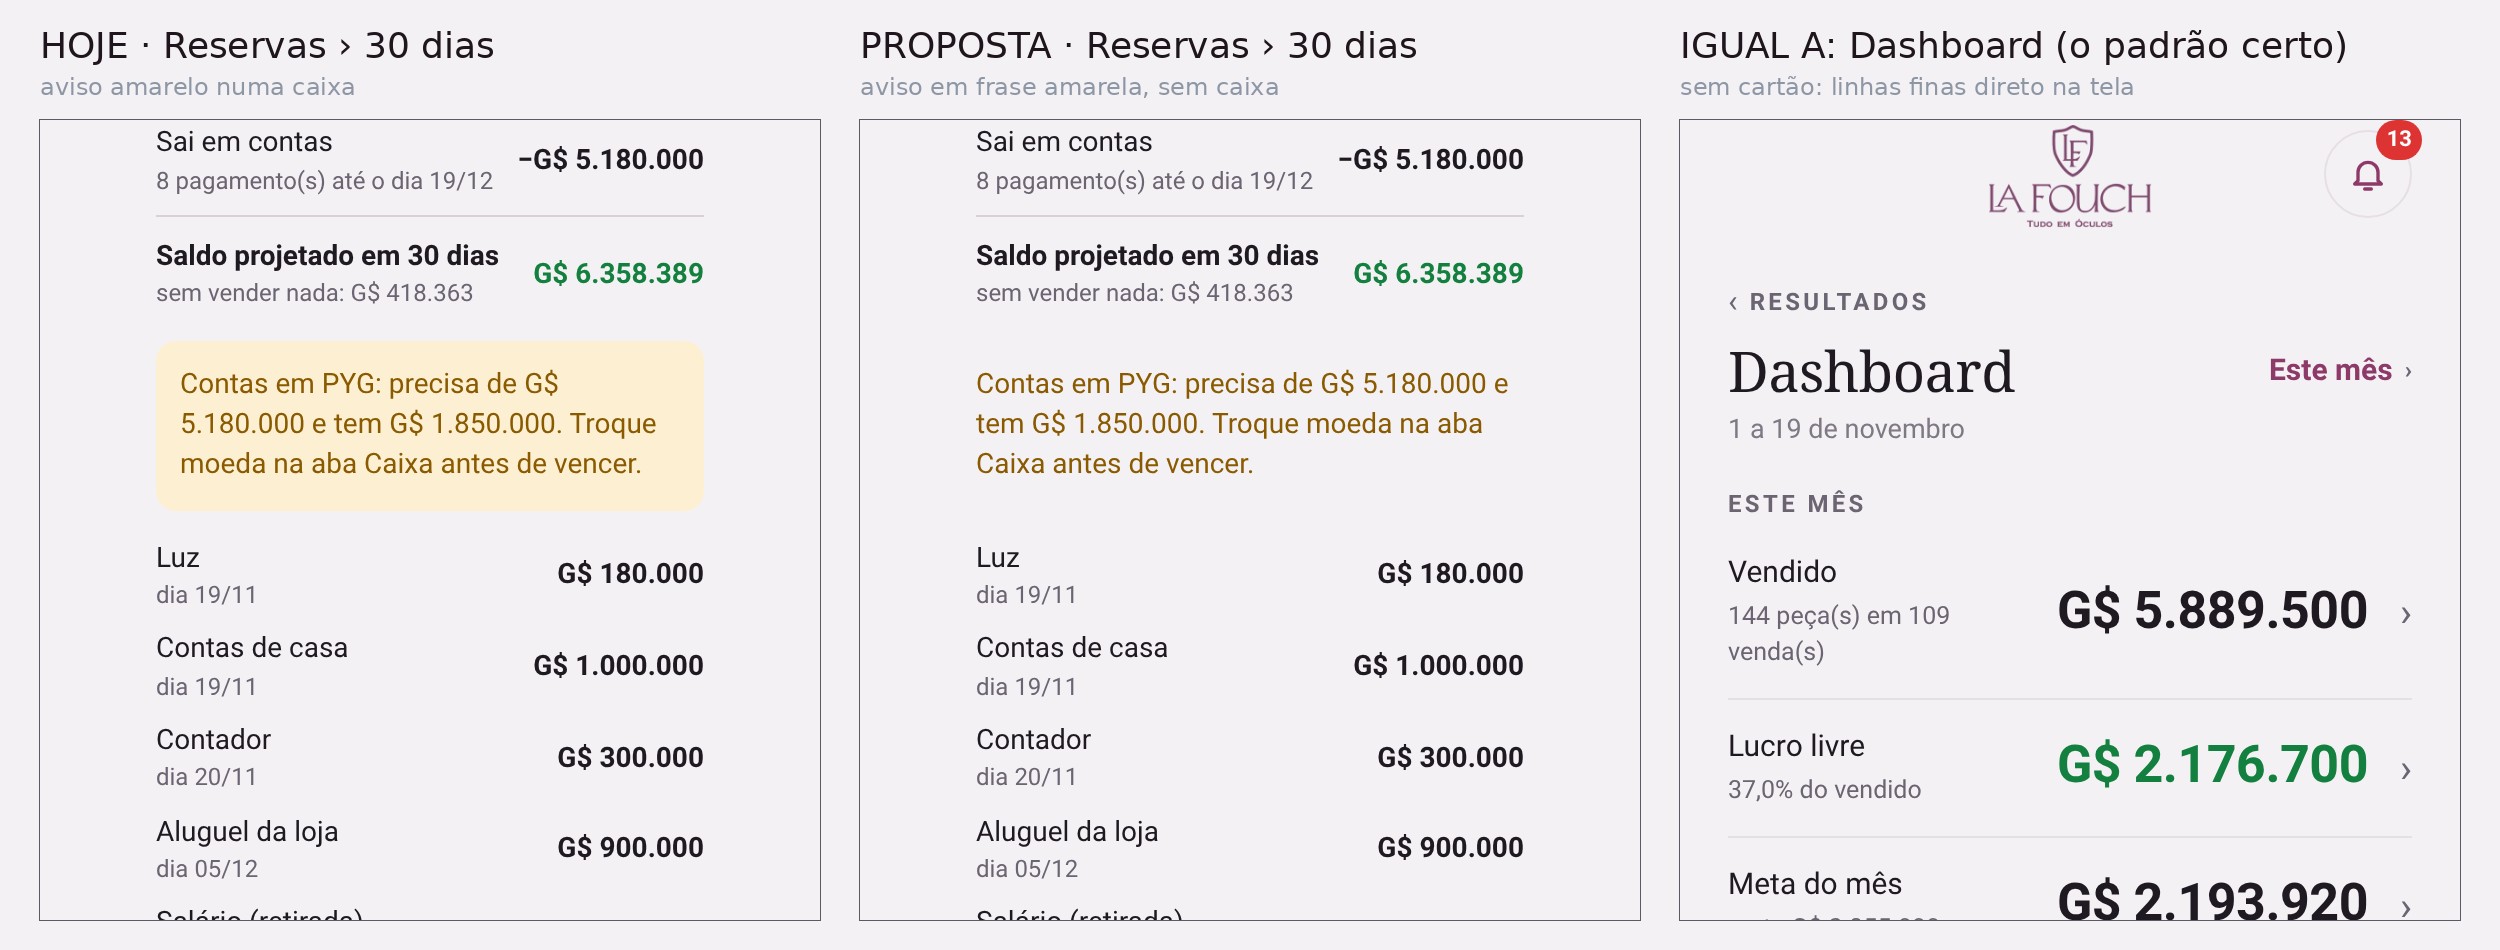 HOJE · Reservas › 30 dias
aviso amarelo numa caixa
Sai em contas
−G$ 5.180.000
8 pagamento(s) até o dia 19/12
Saldo projetado em 30 dias
G$ 6.358.389
sem vender nada: G$ 418.363
Contas em PYG: precisa de G$
5.180.000 e tem G$ 1.850.000. Troque
moeda na aba Caixa antes de vencer.
Luz
G$ 180.000
dia 19/11
Contas de casa
G$ 1.000.000
dia 19/11
Contador
G$ 300.000
dia 20/11
Aluguel da loja
G$ 900.000
dia 05/12
Salário (retirada)
PROPOSTA · Reservas › 30 dias
aviso em frase amarela, sem caixa
Sai em contas
−G$ 5.180.000
8 pagamento(s) até o dia 19/12
Saldo projetado em 30 dias
G$ 6.358.389
sem vender nada: G$ 418.363
Contas em PYG: precisa de G$ 5.180.000 e
tem G$ 1.850.000. Troque moeda na aba
Caixa antes de vencer.
Luz
G$ 180.000
dia 19/11
Contas de casa
G$ 1.000.000
dia 19/11
Contador
G$ 300.000
dia 20/11
Aluguel da loja
G$ 900.000
dia 05/12
Salário (retirada)
IGUAL A: Dashboard (o padrão certo)
sem cartão: linhas finas direto na tela
LF
LA FOUCH
TUDO EM ÓCULOS
13
‹ RESULTADOS
Dashboard
Este mês ›
1 a 19 de novembro
ESTE MÊS
Vendido
G$ 5.889.500 ›
144 peça(s) em 109
venda(s)
Lucro livre
G$ 2.176.700 ›
37,0% do vendido
Meta do mês
G$ 2.193.920 ›